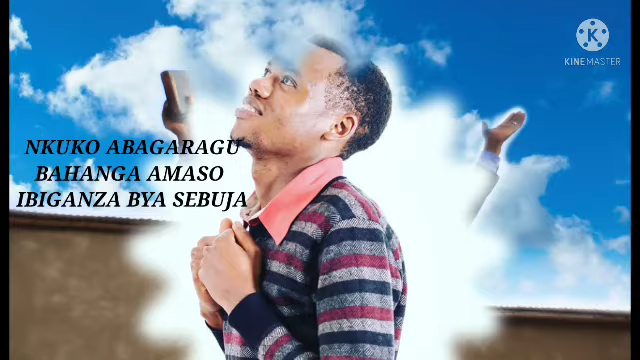 NKUKO ABAGARAGU
BAHANGA AMASO
IBIGANZA BYA SEBUJA
K
KINEMASTER